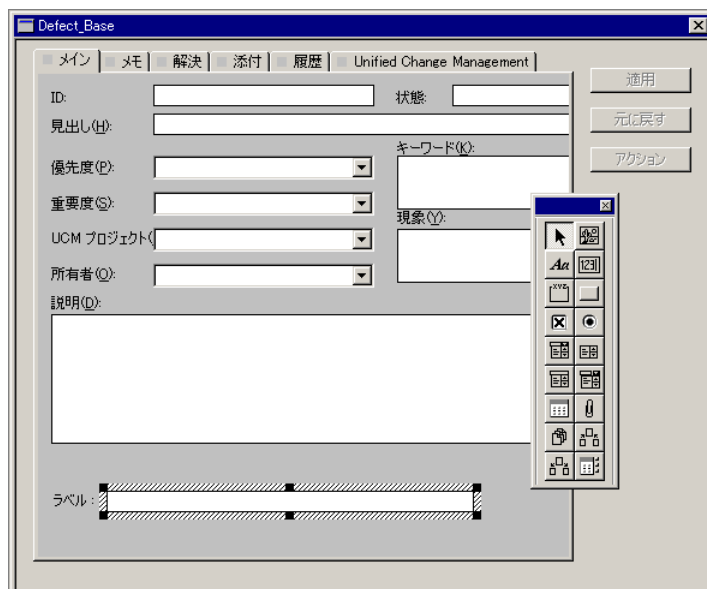 Defect_Base
メイン メモ 解決 添付 履歴 Unified Change Management
適用
元に戻す
アクション
ID:
状態:
見出し(H):
キーワード(K):
優先度(P):
重要度(S):
現象(Y):
UCM プロジェクト(
所有者(O):
説明(D):
ラベル :
Aa
123
XYZ